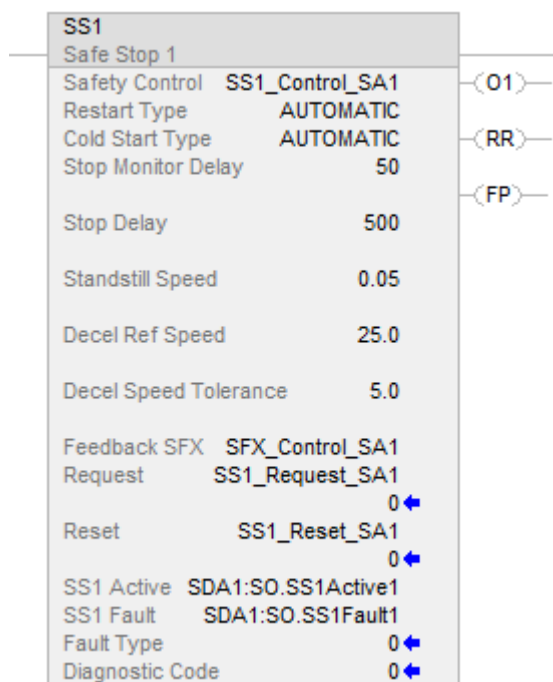 SS1
Safe Stop 1
Safety Control SS1_Control_SA1
(O1)
Restart Type AUTOMATIC
Cold Start Type AUTOMATIC
(RR)
Stop Monitor Delay 50
(FP)
Stop Delay 500
Standstill Speed 0.05
Decel Ref Speed 25.0
Decel Speed Tolerance 5.0
Feedback SFX SFX_Control_SA1
Request SS1_Request_SA1
0
Reset SS1_Reset_SA1
0
SS1 Active SDA1:SO.SS1Active1
SS1 Fault SDA1:SO.SS1Fault1
Fault Type 0
Diagnostic Code 0